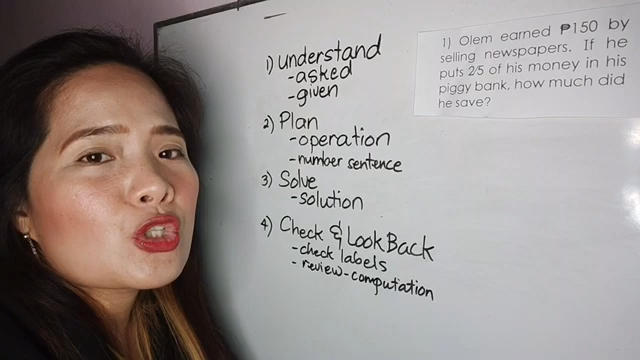 1) Understand
-asked
-given
2) Plan
-operation
-number sentence
3) Solve
-solution
4) Check & Look Back
-check labels
-review-computation
1) Olem earned ₱150 by
selling newspapers. If he
puts 2/5 of his money in his
piggy bank, how much did
he save?